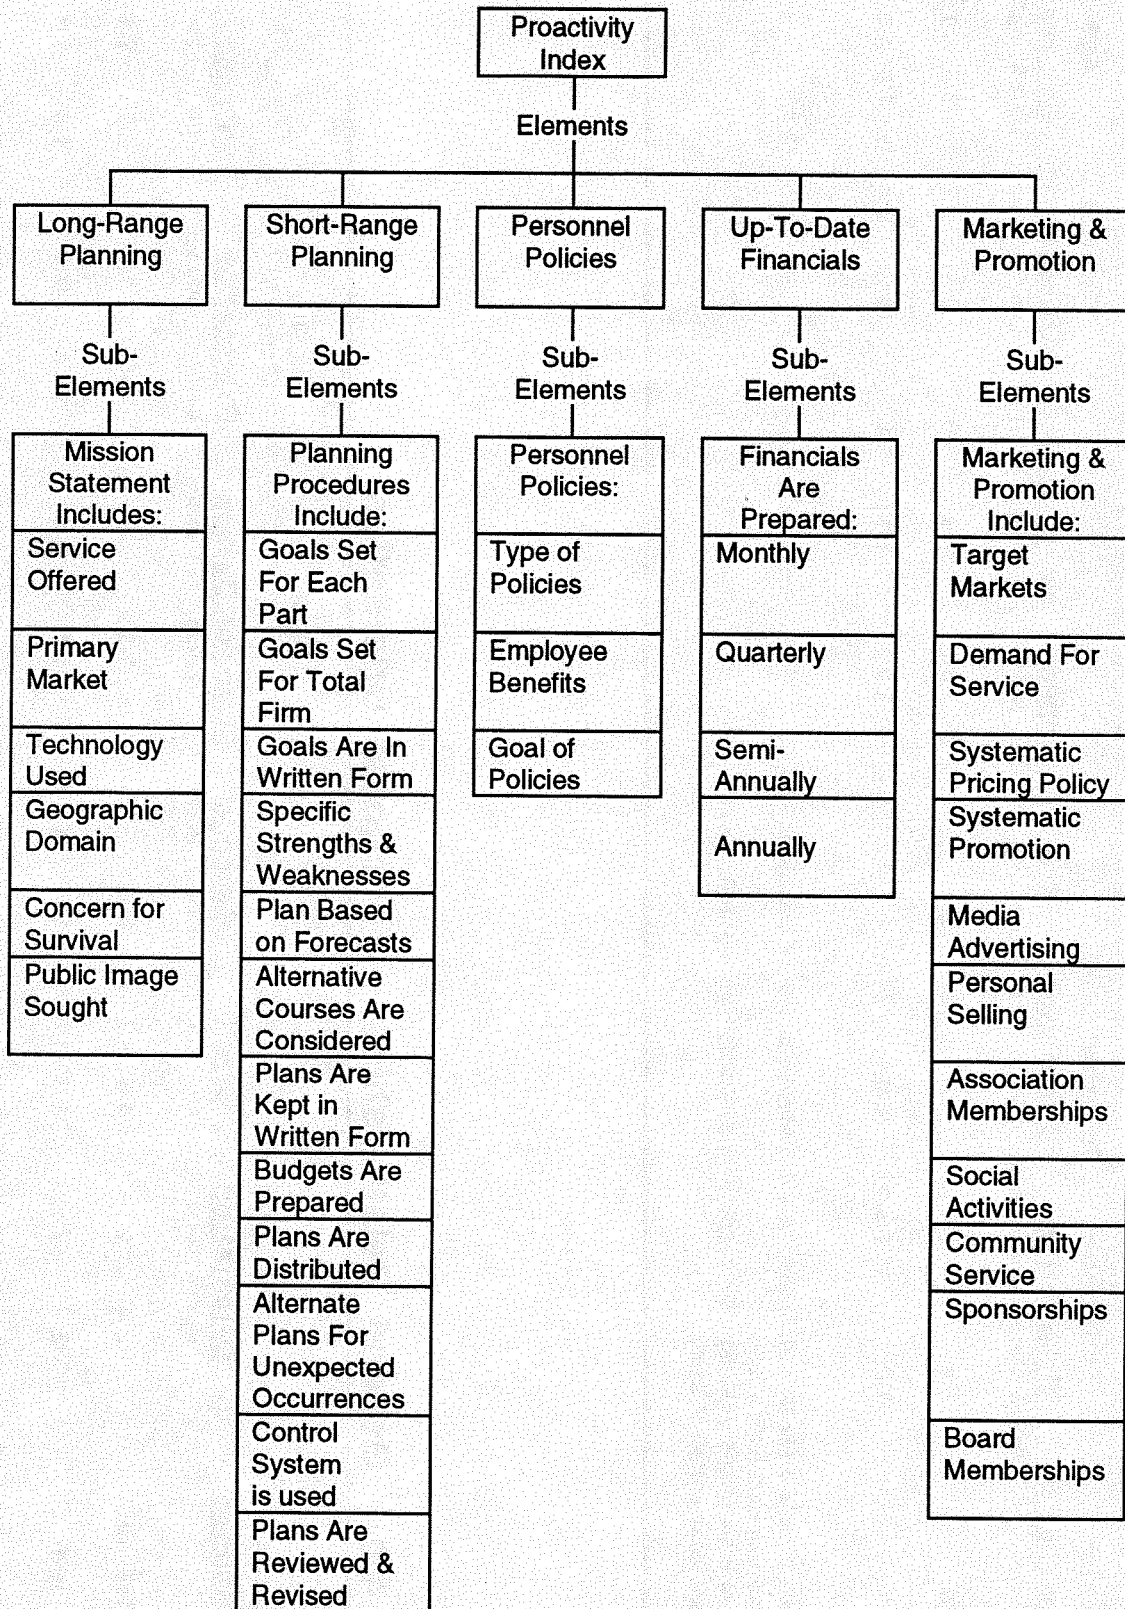 Proactivity
Index
Elements
Long-Range
Planning
Short-Range
Planning
Personnel
Policies
Up-To-Date
Financials
Marketing &
Promotion
Sub-
Elements
Sub-
Elements
Sub-
Elements
Sub-
Elements
Sub-
Elements
Mission
Statement
Includes:
Service
Offered
Primary
Market
Technology
Used
Geographic
Domain
Concern for
Survival
Public Image
Sought
Planning
Procedures
Include:
Goals Set
For Each
Part
Goals Set
For Total
Firm
Goals Are In
Written Form
Specific
Strengths &
Weaknesses
Plan Based
on Forecasts
Alternative
Courses Are
Considered
Plans Are
Kept in
Written Form
Budgets Are
Prepared
Plans Are
Distributed
Alternate
Plans For
Unexpected
Occurrences
Control
System
is used
Plans Are
Reviewed &
Revised
Personnel
Policies:
Type of
Policies
Employee
Benefits
Goal of
Policies
Financials
Are
Prepared:
Monthly
Quarterly
Semi-
Annually
Annually
Marketing &
Promotion
Include:
Target
Markets
Demand For
Service
Systematic
Pricing Policy
Systematic
Promotion
Media
Advertising
Personal
Selling
Association
Memberships
Social
Activities
Community
Service
Sponsorships
Board
Memberships